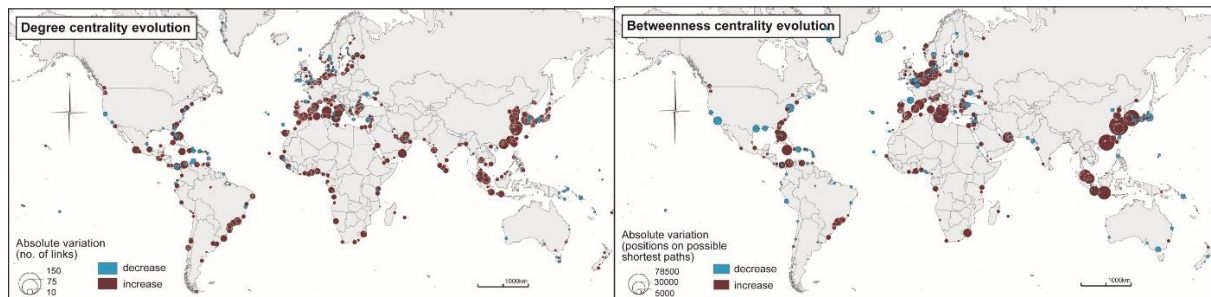 Degree centrality evolution
N
Absolute variation
(no. of links)
150
75
10
decrease
increase
1000km
Betweenness centrality evolution
N
Absolute variation
(positions on possible
shortest paths)
78500
30000
5000
decrease
increase
1000km